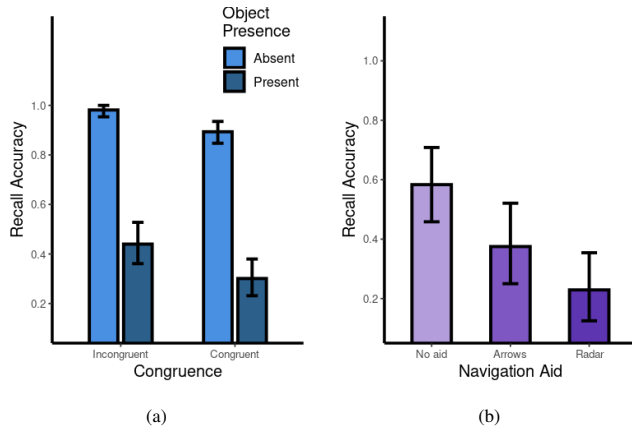 Object
Presence
Absent
Present
Recall Accuracy
1.0
0.8
0.6
0.4
0.2
Incongruent Congruent
Congruence
(a)
Recall Accuracy
1.0
0.8
0.6
0.4
0.2
No aid Arrows Radar
Navigation Aid
(b)